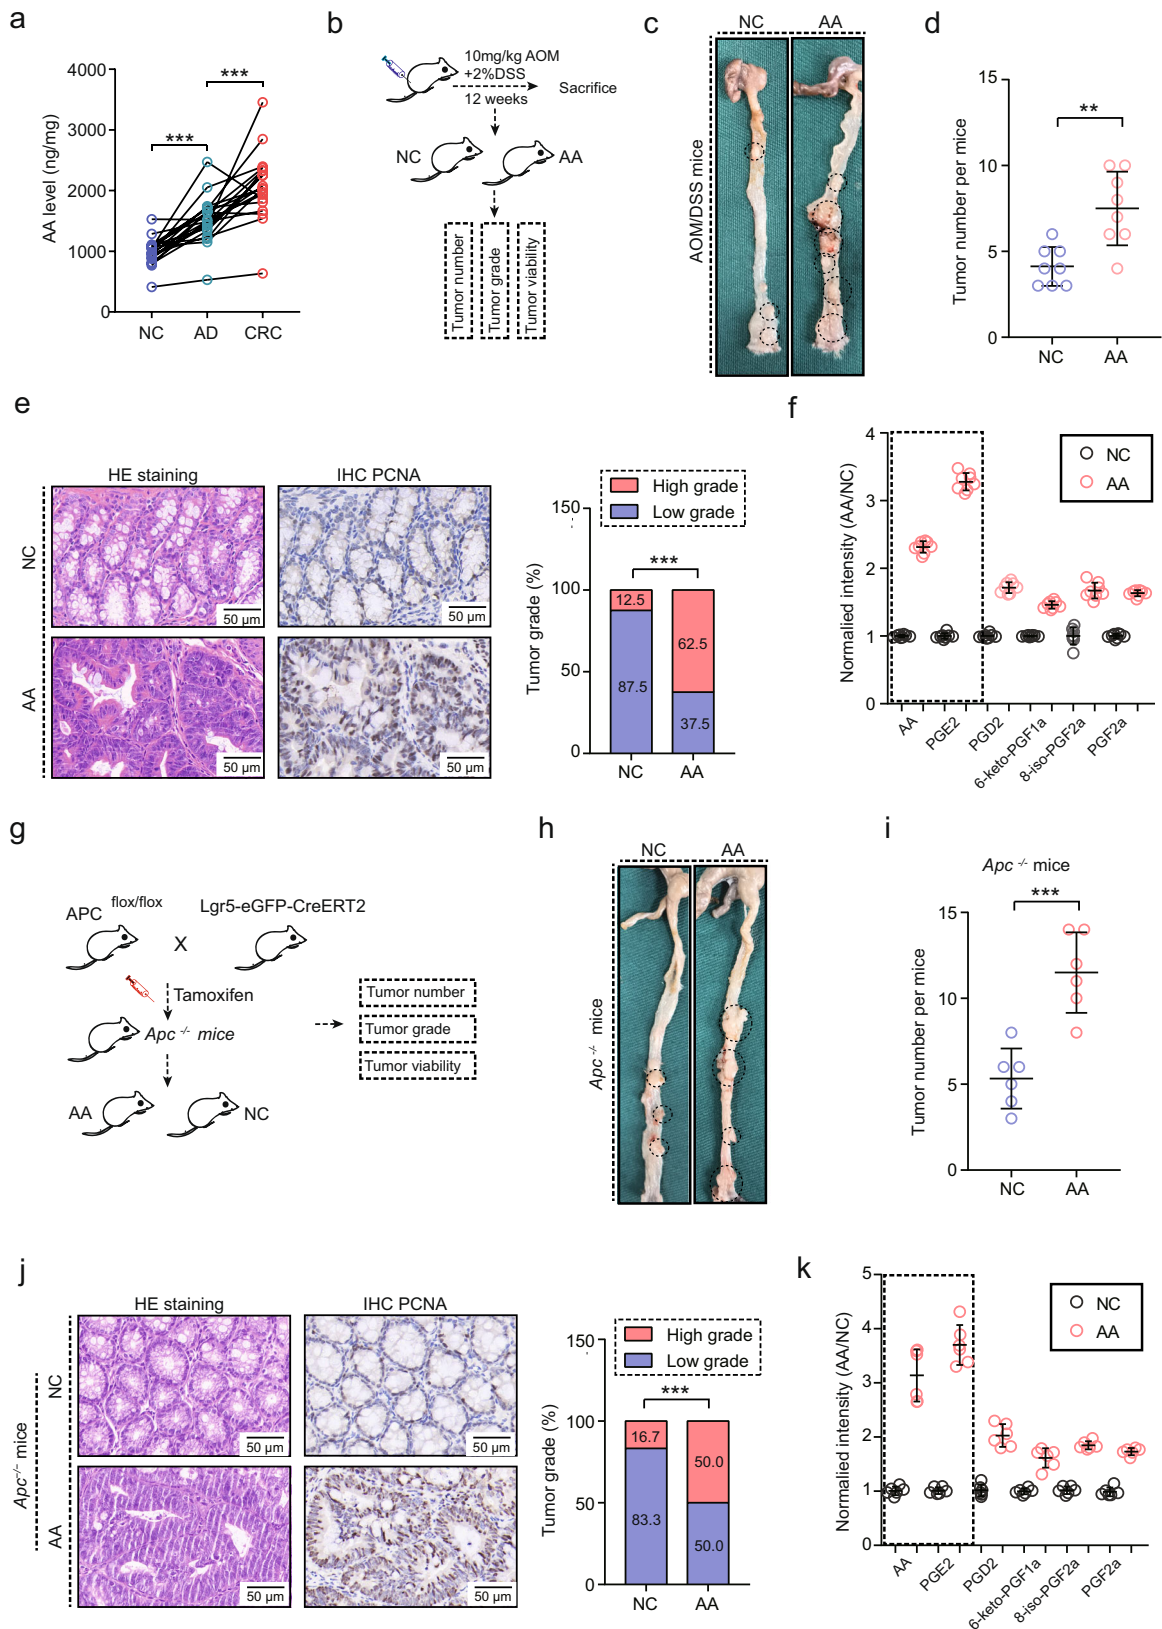 a
AA level (ng/mg)
4000
3000
2000
1000
0
***
***
NC AD CRC
b
10mg/kg AOM
+2%DSS
12 weeks
Sacrifice
NC
AA
Tumor number
Tumor grade
Tumor viability
c
NC AA
AOM/DSS mice
d
Tumor number per mice
15
10
5
0
**
NC AA
e
HE staining IHC PCNA
NC
AA
50 μm
50 μm
50 μm
50 μm
Tumor grade (%)
150
100
50
0
High grade
Low grade
***
12.5
87.5
62.5
37.5
NC AA
f
Normalied intensity (AA/NC)
4
3
2
1
0
NC
AA
AA
PGE2
PGD2
6-keto-PGF1a
8-iso-PGF2a
PGF2a
g
APC flox/flox
X
Lgr5-eGFP-CreERT2
Tamoxifen
Apc -/- mice
AA
NC
Tumor number
Tumor grade
Tumor viability
h
NC AA
Apc -/- mice
i
Apc -/- mice
Tumor number per mice
15
10
5
0
***
NC AA
j
HE staining IHC PCNA
Apc-/- mice
NC
AA
50 μm
50 μm
50 μm
50 μm
Tumor grade (%)
150
100
50
0
High grade
Low grade
***
16.7
83.3
50.0
50.0
NC AA
k
Normalied intensity (AA/NC)
5
4
3
2
1
0
NC
AA
AA
PGE2
PGD2
6-keto-PGF1a
8-iso-PGF2a
PGF2a